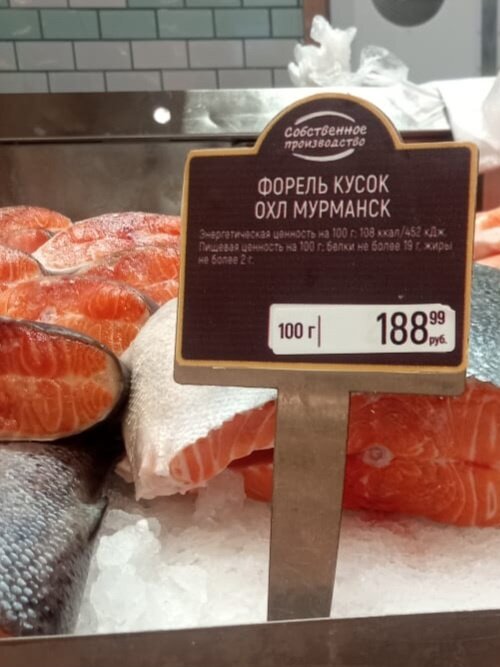 Собственное
производство
ФОРЕЛЬ КУСОК
ОХЛ МУРМАНСК
Энергетическая ценность на 100 г: 108 ккал/452 кДж.
Пищевая ценность на 100 г: белки не более 19 г, жиры
не более 2 г.
100 г 188 99 руб.